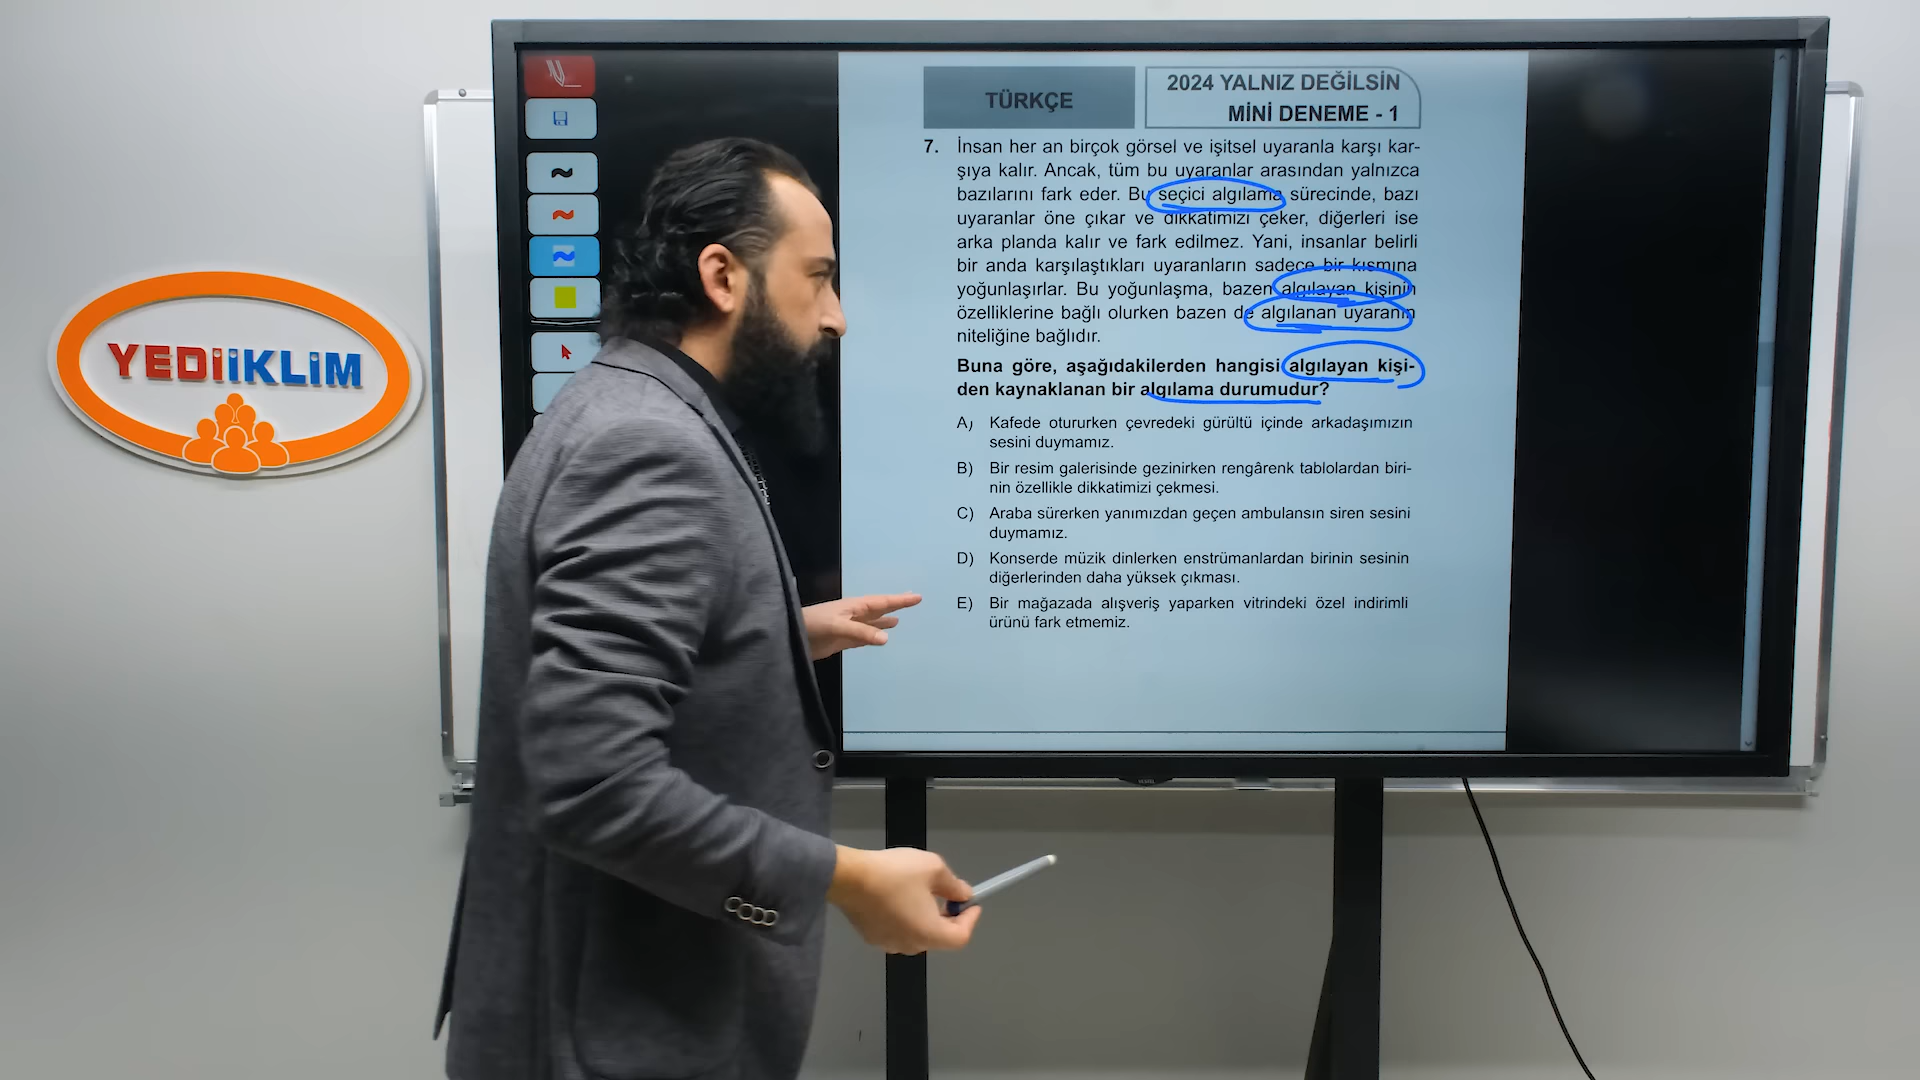 YEDiiKLiM
TÜRKÇE
2024 YALNIZ DEĞİLSİN
MİNİ DENEME - 1
7. İnsan her an birçok görsel ve işitsel uyaranla karşı kar-
şıya kalır. Ancak, tüm bu uyaranlar arasından yalnızca
bazılarını fark eder. Bu seçici algılama sürecinde, bazı
uyaranlar öne çıkar ve dikkatimizi çeker, diğerleri ise
arka planda kalır ve fark edilmez. Yani, insanlar belirli
bir anda karşılaştıkları uyaranların sadece bir kısmına
yoğunlaşırlar. Bu yoğunlaşma, bazen algılayan kişinin
özelliklerine bağlı olurken bazen de algılanan uyaranın
niteliğine bağlıdır.
Buna göre, aşağıdakilerden hangisi algılayan kişi-
den kaynaklanan bir algılama durumudur?
A) Kafede otururken çevredeki gürültü içinde arkadaşımızın
sesini duymamız.
B) Bir resim galerisinde gezinirken rengârenk tablolardan biri-
nin özellikle dikkatimizi çekmesi.
C) Araba sürerken yanımızdan geçen ambulansın siren sesini
duymamız.
D) Konserde müzik dinlerken enstrümanlardan birinin sesinin
diğerlerinden daha yüksek çıkması.
E) Bir mağazada alışveriş yaparken vitrindeki özel indirimli
ürünü fark etmemiz.